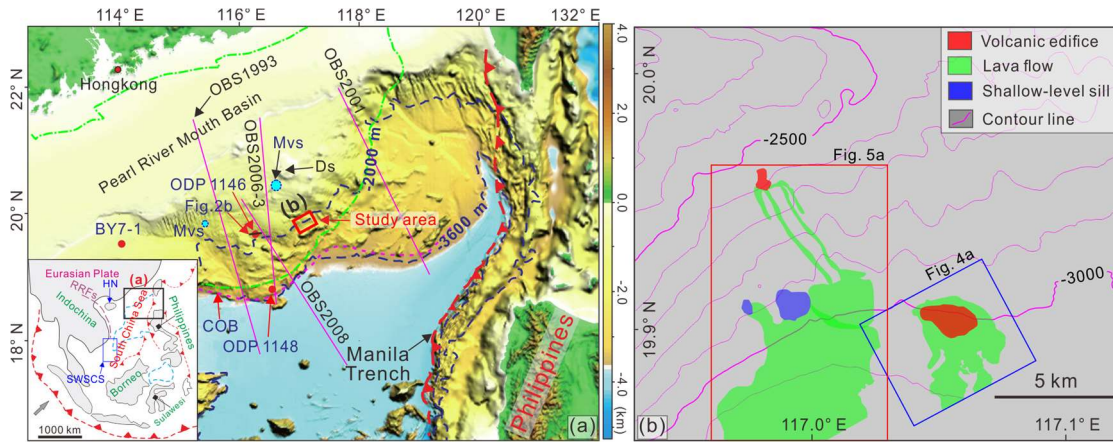 114° E
116° E
118° E
120° E
132° E
22° N
20° N
18° N
Hongkong
OBS1993
Pearl River Mouth Basin
OBS2001
OBS2006-3
Mvs
Ds
-2000 m
ODP 1146
Fig.2b
(b)
Study area
BY7-1
Mvs
-3600 m
COB
ODP 1148
OBS2008
Manila
Trench
Philippines
(a)
4.0
2.0
0.0
-2.0
-4.0
(km)
Eurasian Plate
HN
(a)
RRFs
Indochina
South China Sea
Philippines
SWSCS
Borneo
Sulawesi
1000 km
20.0° N
19.9° N
Volcanic edifice
Lava flow
Shallow-level sill
Contour line
-2500
Fig. 5a
Fig. 4a
-3000
5 km
117.0° E
117.1° E
(b)